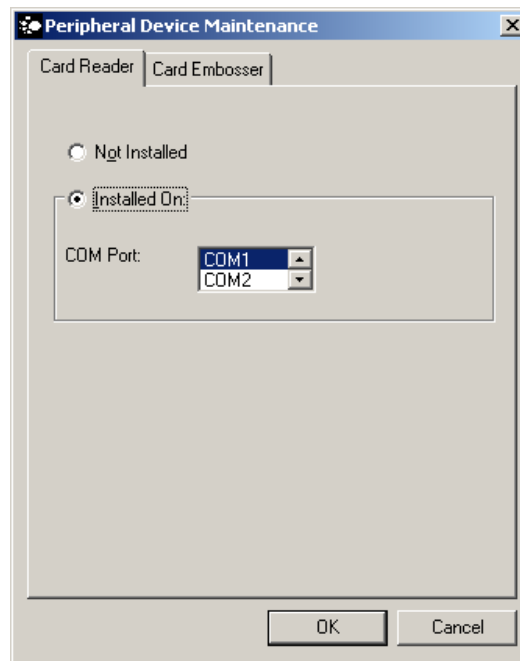 Peripheral Device Maintenance
Card Reader Card Embosser
Not Installed
Installed On:
COM Port: COM1
COM2
OK Cancel